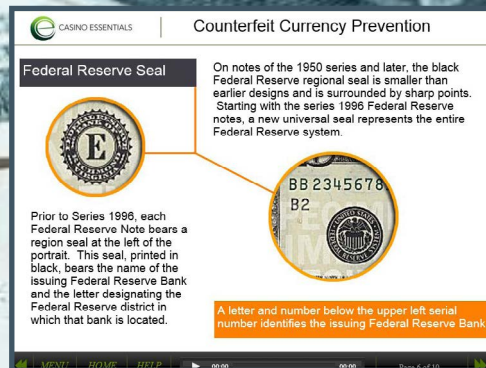 CASINO ESSENTIALS
Counterfeit Currency Prevention
Federal Reserve Seal
On notes of the 1950 series and later, the black
Federal Reserve regional seal is smaller than
earlier designs and is surrounded by sharp points.
Starting with the series 1996 Federal Reserve
notes, a new universal seal represents the entire
Federal Reserve system.
E
BB 2345678
B2
UNITED STATES
FEDERAL RESERVE SYSTEM
Prior to Series 1996, each
Federal Reserve Note bears a
region seal at the left of the
portrait. This seal, printed in
black, bears the name of the
issuing Federal Reserve Bank
and the letter designating the
Federal Reserve district in
which that bank is located.
A letter and number below the upper left serial
number identifies the issuing Federal Reserve Bank
MENU HOME HELP 00:00 00:00 Page 6 of 10